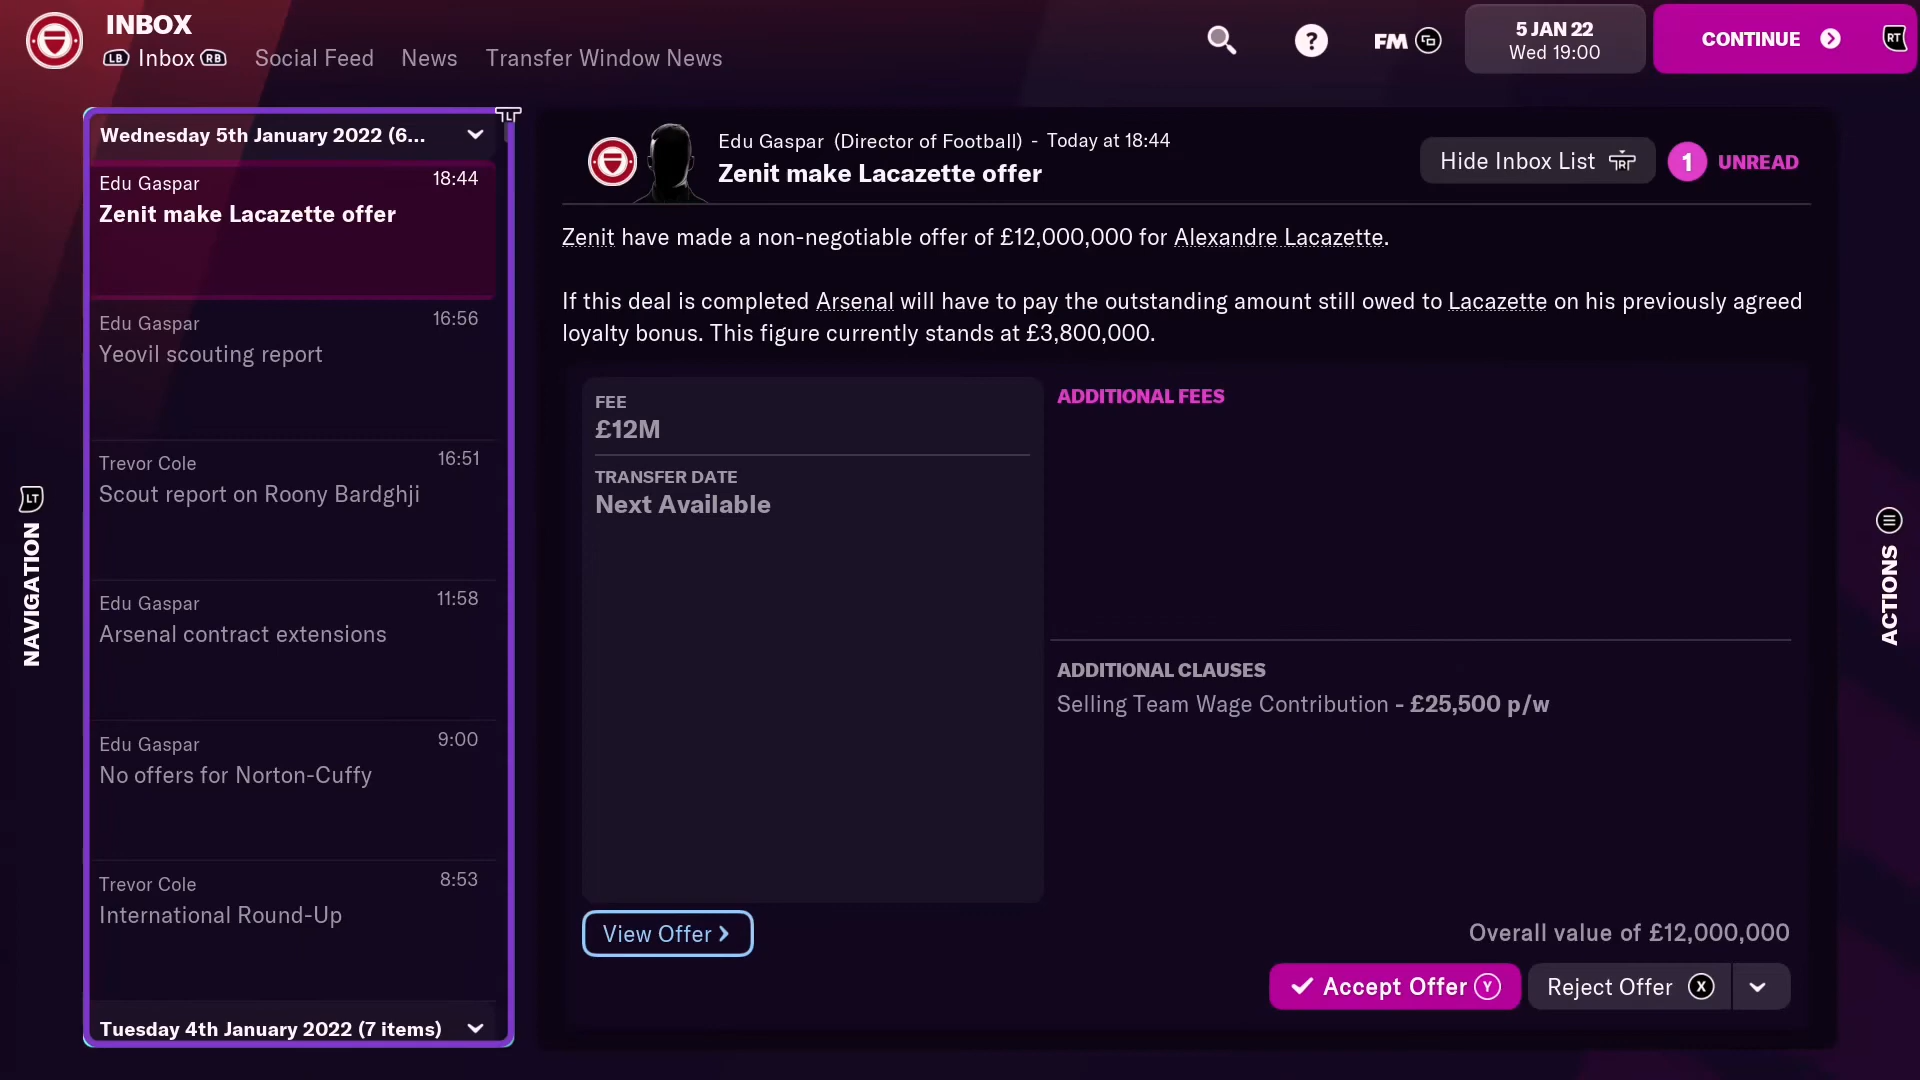 INBOX
LB Inbox RB Social Feed News Transfer Window News
FM
5 JAN 22
Wed 19:00
CONTINUE RT
Wednesday 5th January 2022 (6...
Edu Gaspar 18:44
Zenit make Lacazette offer
Edu Gaspar 16:56
Yeovil scouting report
Trevor Cole 16:51
Scout report on Roony Bardghji
Edu Gaspar 11:58
Arsenal contract extensions
Edu Gaspar 9:00
No offers for Norton-Cuffy
Trevor Cole 8:53
International Round-Up
Tuesday 4th January 2022 (7 items)
LT NAVIGATION
Edu Gaspar (Director of Football) - Today at 18:44
Zenit make Lacazette offer
Hide Inbox List
1 UNREAD
Zenit have made a non-negotiable offer of £12,000,000 for Alexandre Lacazette.
If this deal is completed Arsenal will have to pay the outstanding amount still owed to Lacazette on his previously agreed
loyalty bonus. This figure currently stands at £3,800,000.
FEE
£12M
TRANSFER DATE
Next Available
ADDITIONAL FEES
ADDITIONAL CLAUSES
Selling Team Wage Contribution - £25,500 p/w
View Offer
Overall value of £12,000,000
Accept Offer Y
Reject Offer X
ACTIONS